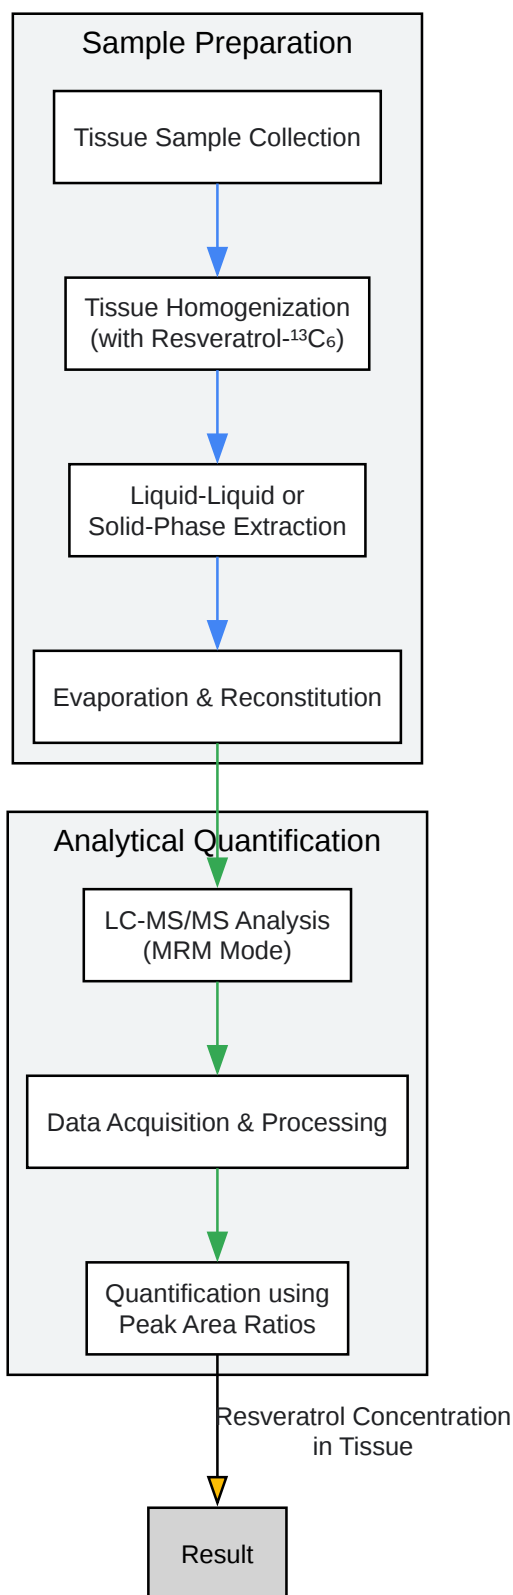 Sample Preparation
Tissue Sample Collection
Tissue Homogenization
(with Resveratrol-¹³C₆)
Liquid-Liquid or
Solid-Phase Extraction
Evaporation & Reconstitution
Analytical Quantification
LC-MS/MS Analysis
(MRM Mode)
Data Acquisition & Processing
Quantification using
Peak Area Ratios
Resveratrol Concentration
in Tissue
Result